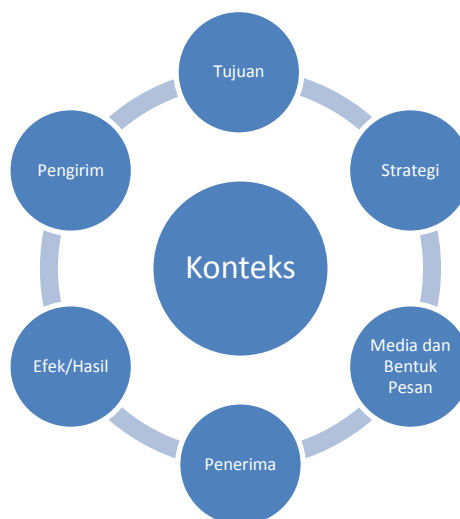 Tujuan
Pengirim
Strategi
Konteks
Efek/Hasil
Media dan
Bentuk
Pesan
Penerima